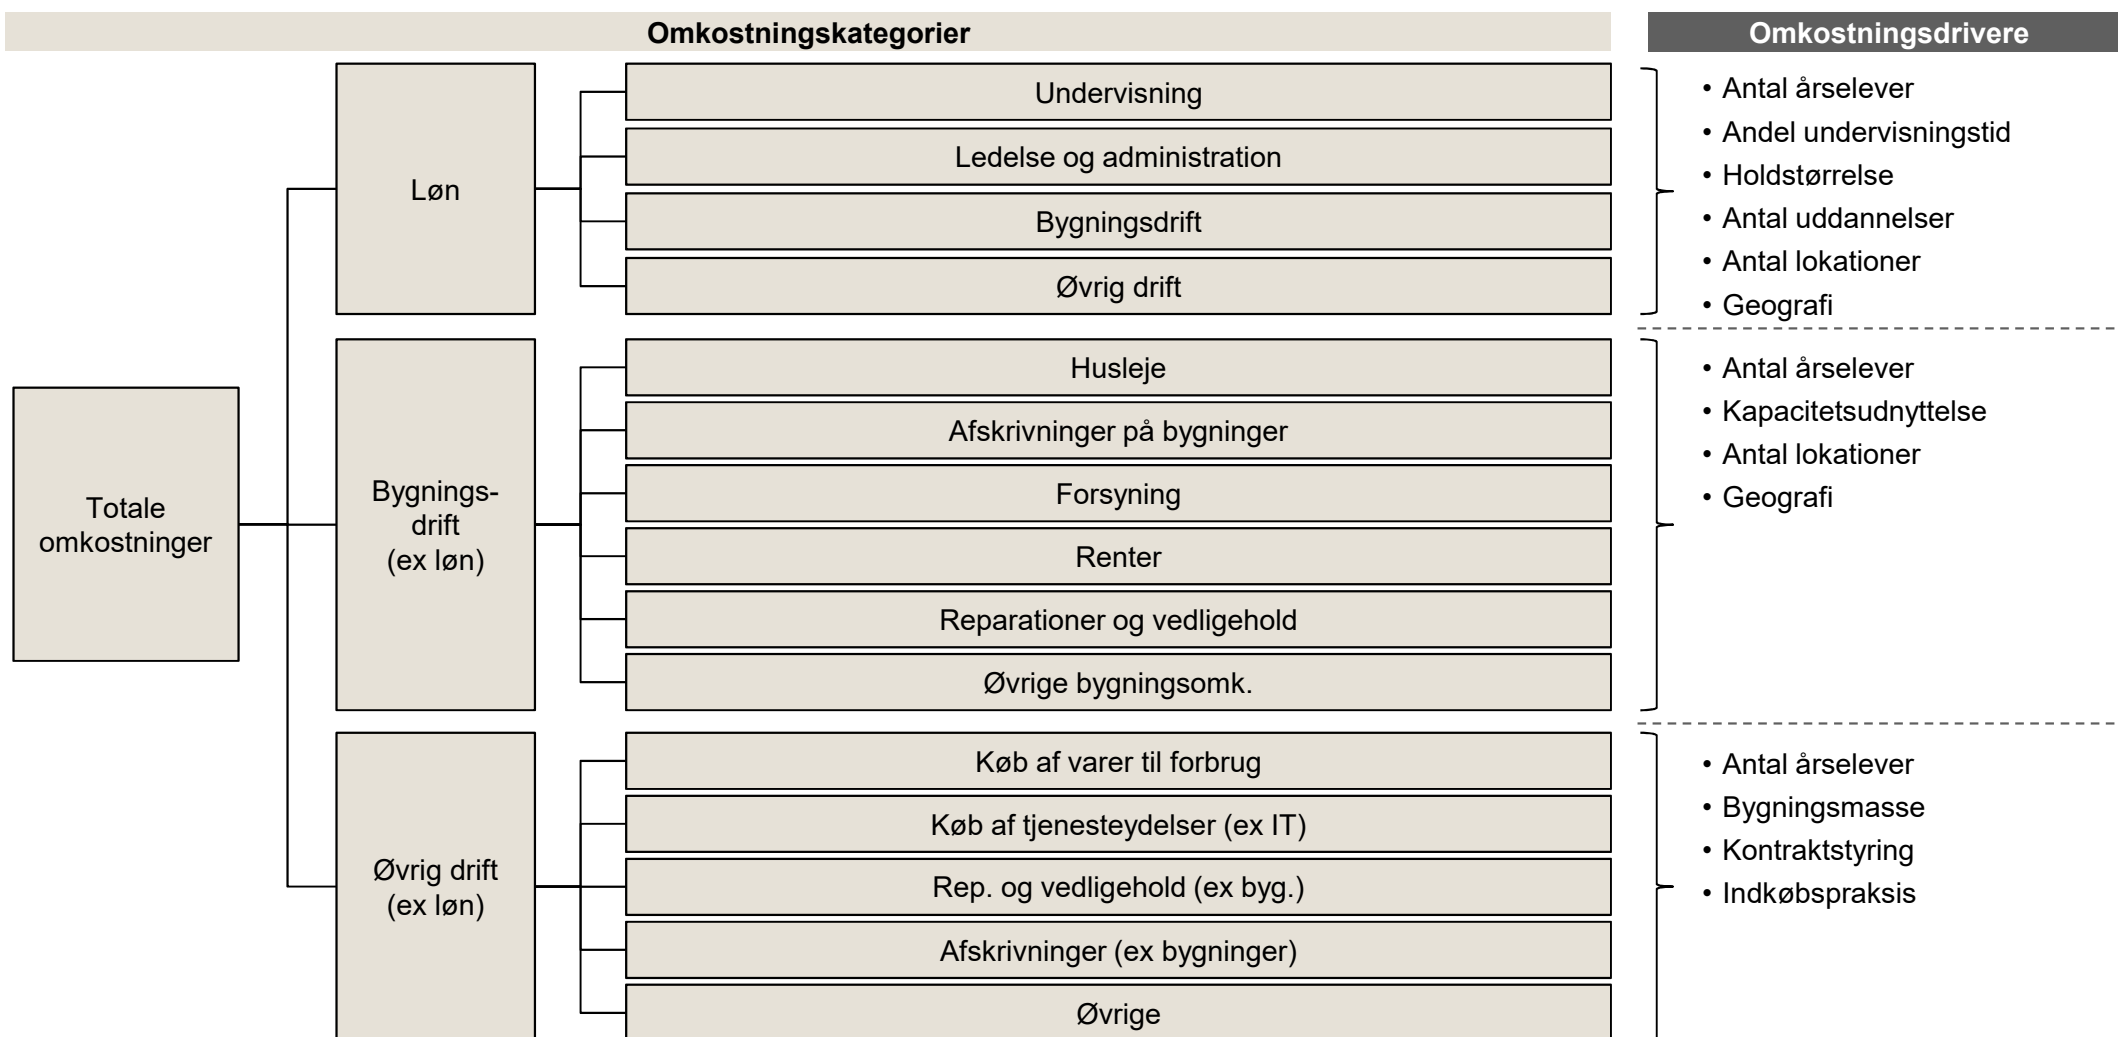 Omkostningskategorier
Omkostningsdrivere
Totale
omkostninger
Løn
Undervisning
Ledelse og administration
Bygningsdrift
Øvrig drift
• Antal årselever
• Andel undervisningstid
• Holdstørrelse
• Antal uddannelser
• Antal lokationer
• Geografi
Bygnings-
drift
(ex løn)
Husleje
Afskrivninger på bygninger
Forsyning
Renter
Reparationer og vedligehold
Øvrige bygningsomk.
• Antal årselever
• Kapacitetsudnyttelse
• Antal lokationer
• Geografi
Øvrig drift
(ex løn)
Køb af varer til forbrug
Køb af tjenesteydelser (ex IT)
Rep. og vedligehold (ex byg.)
Afskrivninger (ex bygninger)
Øvrige
• Antal årselever
• Bygningsmasse
• Kontraktstyring
• Indkøbspraksis